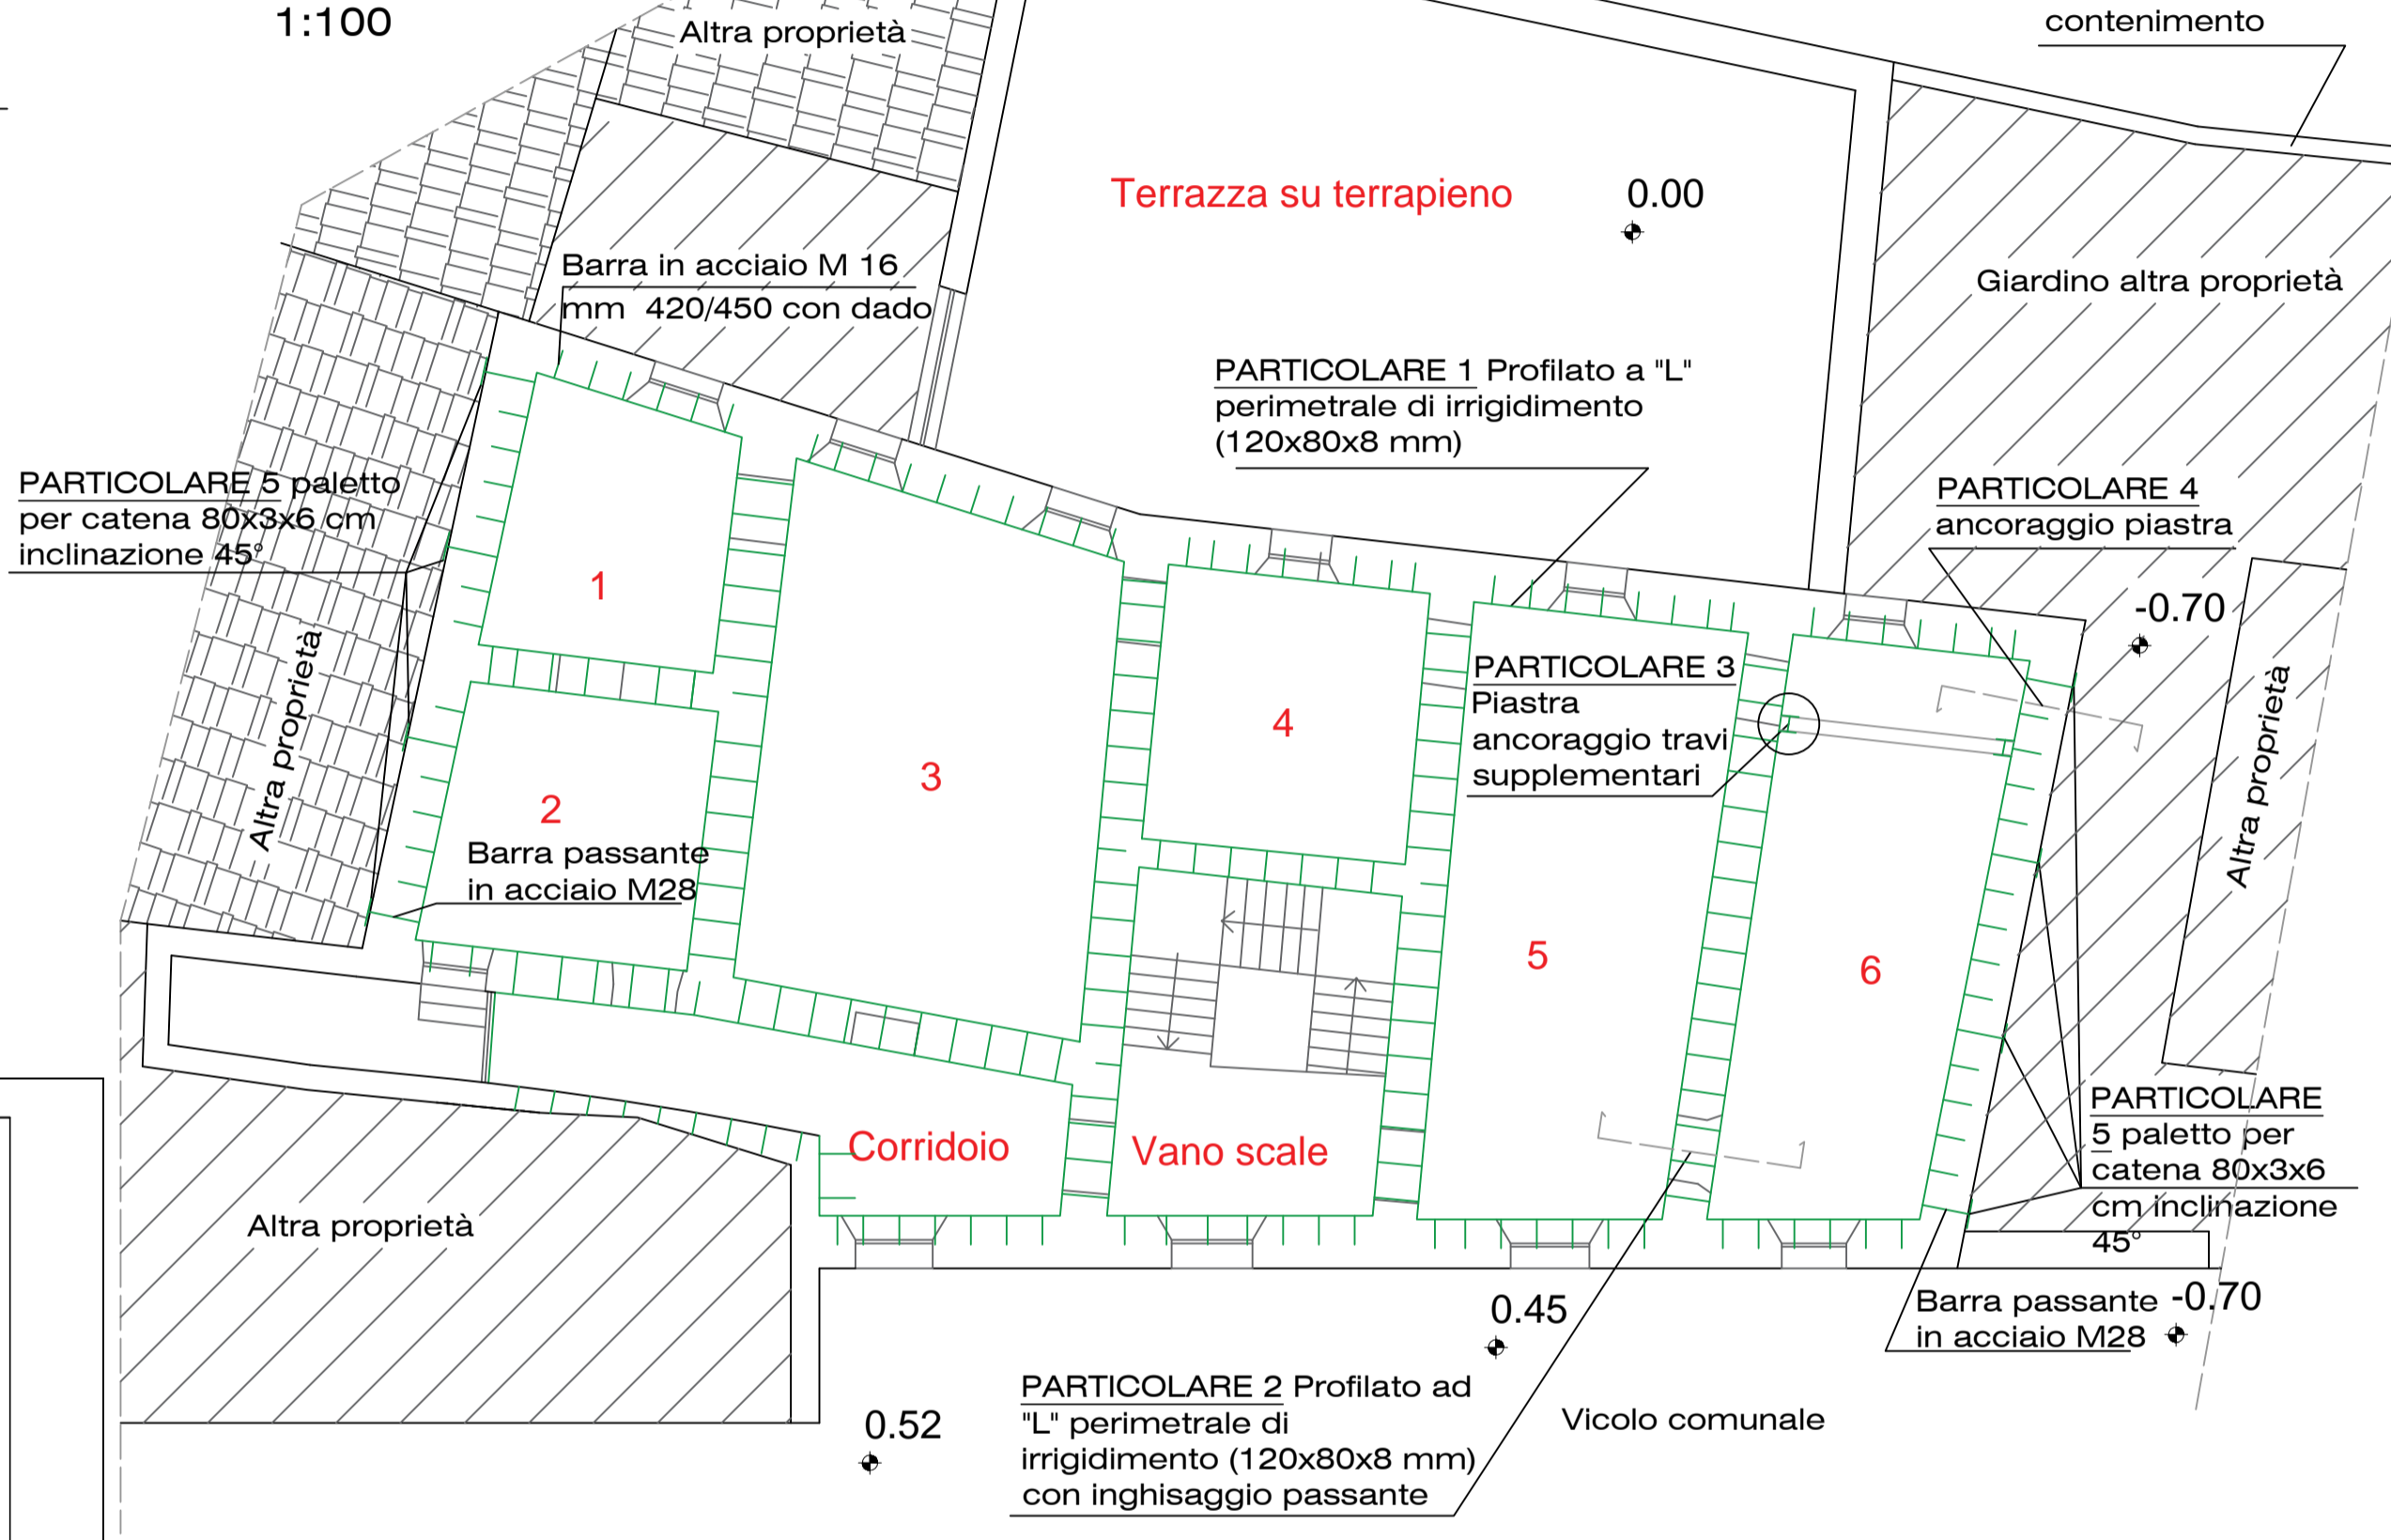 1:100
Altra proprietà
contenimento
Terrazza su terrapieno
0.00
Barra in acciaio M 16
mm 420/450 con dado
Giardino altra proprietà
PARTICOLARE 1 Profilato a "L"
perimetrale di irrigidimento
(120x80x8 mm)
PARTICOLARE 5 paletto
per catena 80x3x6 cm
inclinazione 45°
PARTICOLARE 4
ancoraggio piastra
1
-0.70
Altra proprietà
PARTICOLARE 3
Piastra
ancoraggio travi
supplementari
Altra proprietà
2
3
4
Barra passante
in acciaio M28
5
6
Corridoio
Vano scale
PARTICOLARE
5 paletto per
catena 80x3x6
cm inclinazione
45°
Altra proprietà
0.45
Barra passante
in acciaio M28
-0.70
PARTICOLARE 2 Profilato ad
"L" perimetrale di
irrigidimento (120x80x8 mm)
con inghisaggio passante
0.52
Vicolo comunale